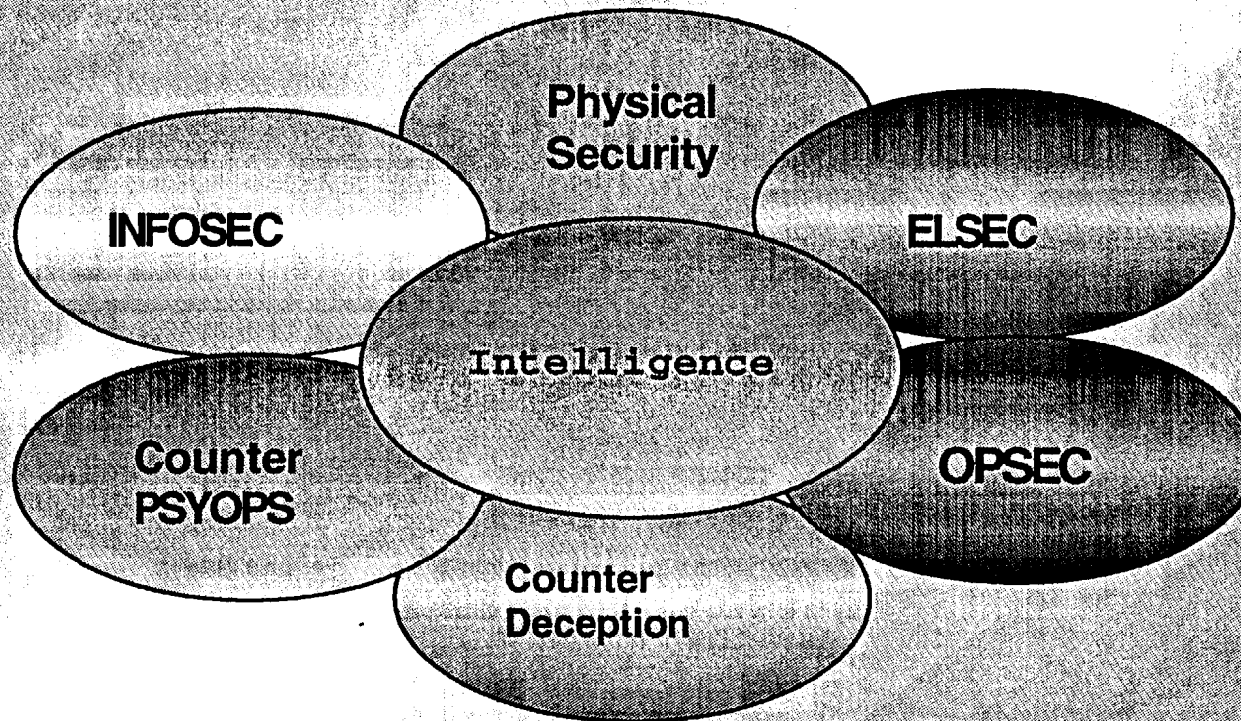 Physical
Security
INFOSEC
ELSEC
Intelligence
Counter
PSYOPS
OPSEC
Counter
Deception